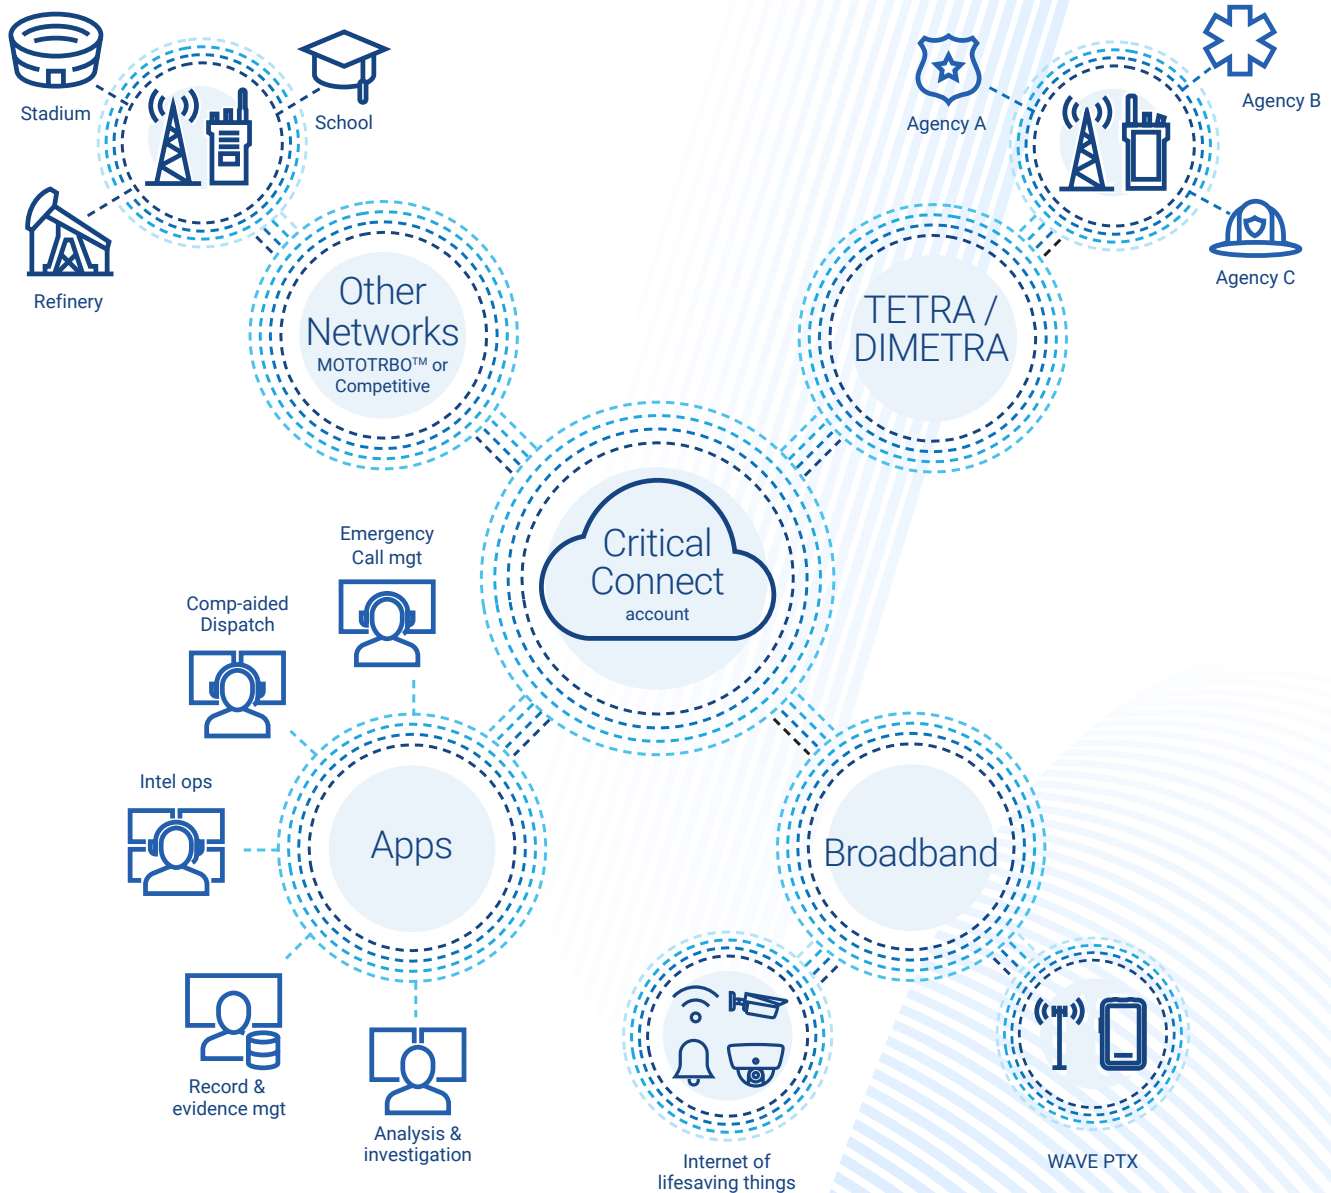 Stadium
School
Refinery
Agency A
Agency B
Agency C
Other
Networks
MOTOTRBO™ or
Competitive
TETRA /
DIMETRA
Critical
Connect
account
Emergency
Call mgt
Comp-aided
Dispatch
Intel ops
Apps
Record &
evidence mgt
Analysis &
investigation
Broadband
Internet of
lifesaving things
WAVE PTX